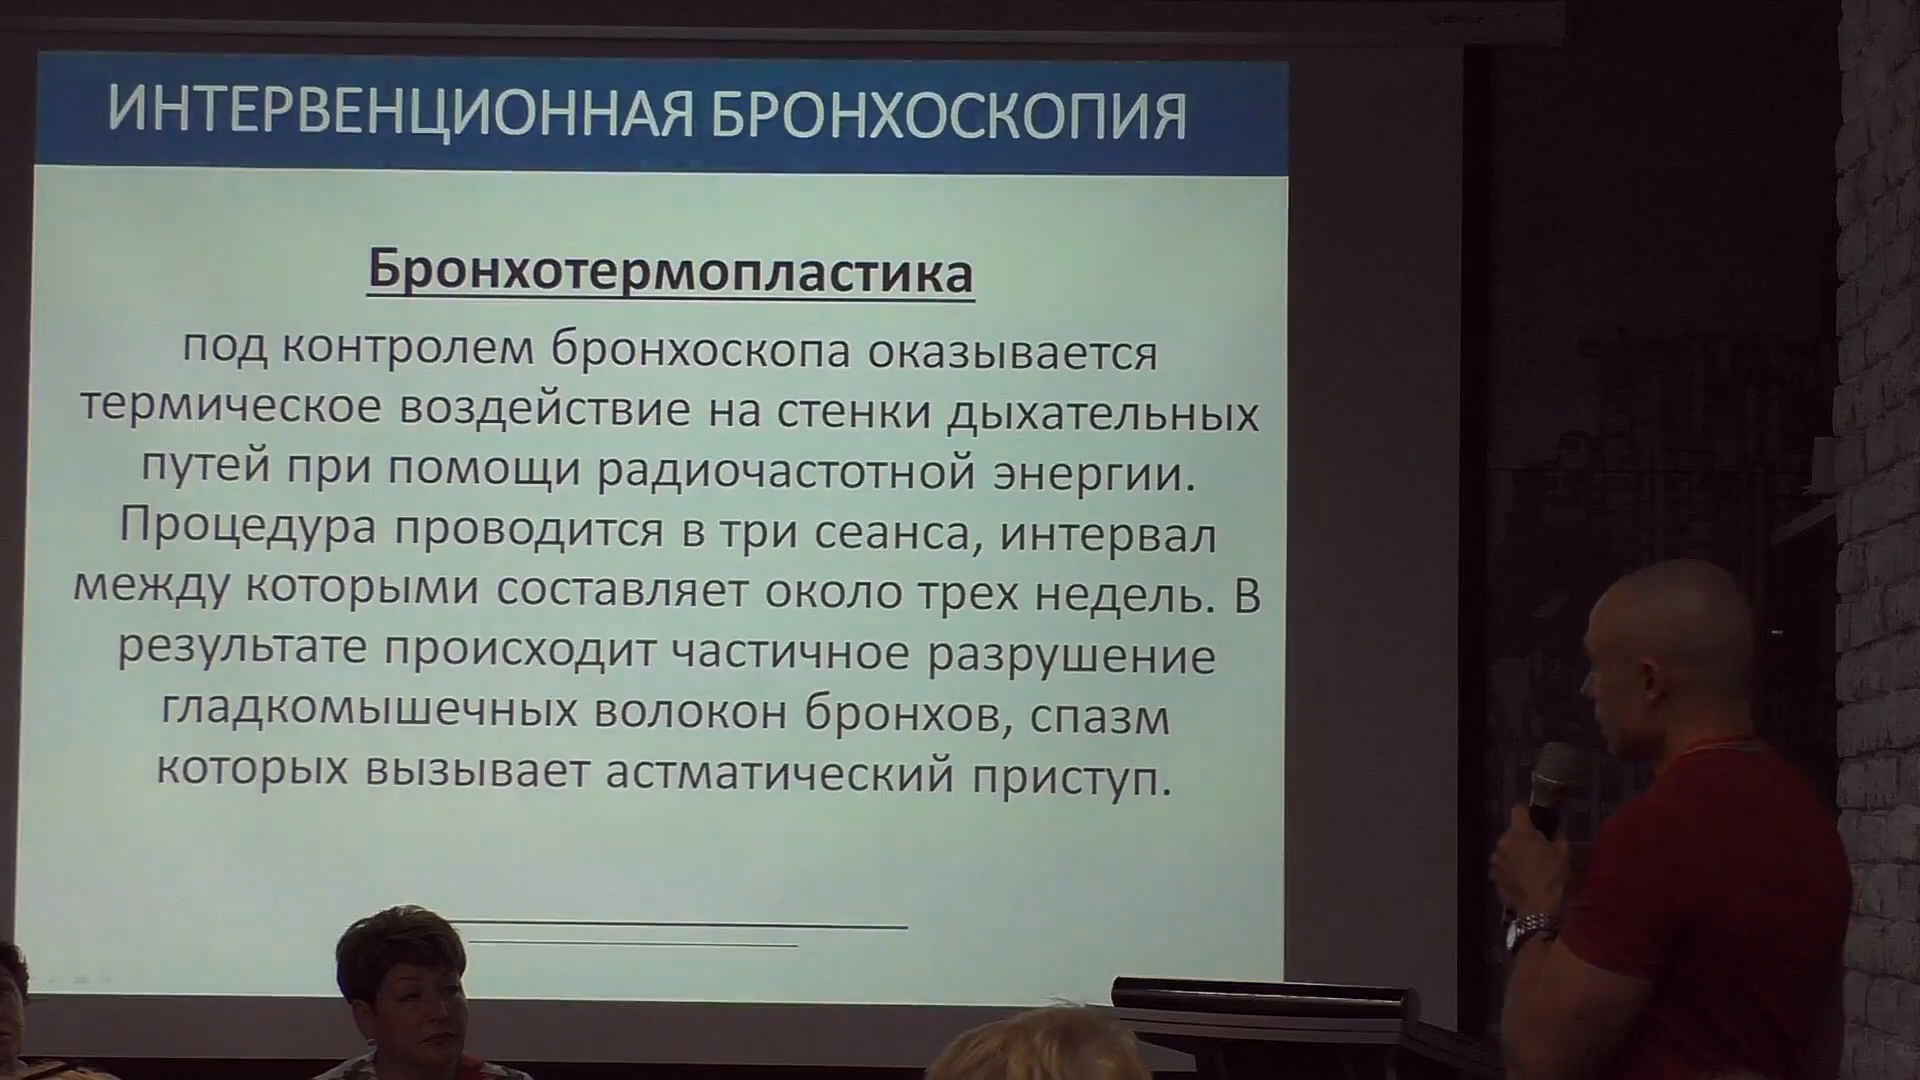 ИНТЕРВЕНЦИОННАЯ БРОНХОСКОПИЯ
Бронхотермопластика
под контролем бронхоскопа оказывается
термическое воздействие на стенки дыхательных
путей при помощи радиочастотной энергии.
Процедура проводится в три сеанса, интервал
между которыми составляет около трех недель. В
результате происходит частичное разрушение
гладкомышечных волокон бронхов, спазм
которых вызывает астматический приступ.